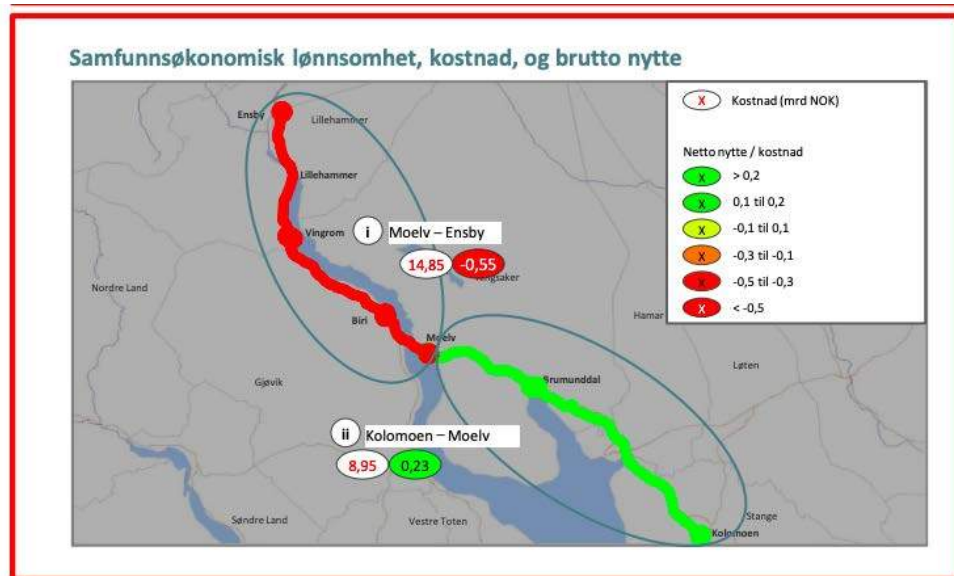 Samfunnsøkonomisk lønnsomhet, kostnad, og brutto nytte
X Kostnad (mrd NOK)
Netto nytte / kostnad
X > 0,2
X 0,1 til 0,2
X -0,1 til 0,1
X -0,3 til -0,1
X -0,5 til -0,3
X < -0,5
Ensby
Lillehammer
Lillehammer
Vingrom
i Moelv – Ensby
14,85 -0,55
Nordre Land
Biri
Hamar
Moelv
Løten
Gjøvik
Brumunddal
ii Kolomoen – Moelv
8,95 0,23
Søndre Land
Vestre Toten
Stange
Kolomoen